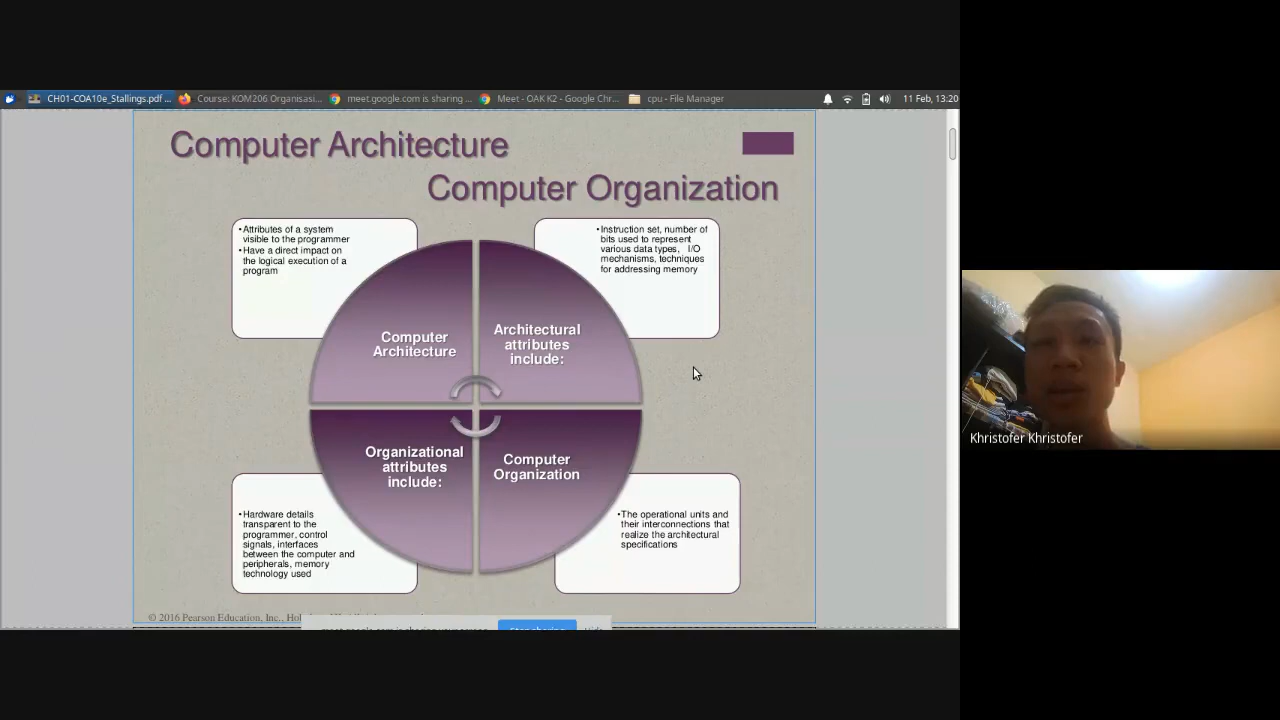 CH01-COA10e_Stallings.pdf ... Course: KOM206 Organisasi... meet.google.com is sharing ... Meet - OAK K2 - Google Chr... cpu - File Manager 11 Feb, 13:20
Computer Architecture
Computer Organization
•Attributes of a system
visible to the programmer
•Have a direct impact on
the logical execution of a
program
•Instruction set, number of
bits used to represent
various data types, I/O
mechanisms, techniques
for addressing memory
Computer
Architecture
Architectural
attributes
include:
Organizational
attributes
include:
Computer
Organization
•Hardware details
transparent to the
programmer, control
signals, interfaces
between the computer and
peripherals, memory
technology used
•The operational units and
their interconnections that
realize the architectural
specifications
Khristofer Khristofer
© 2016 Pearson Education, Inc.,